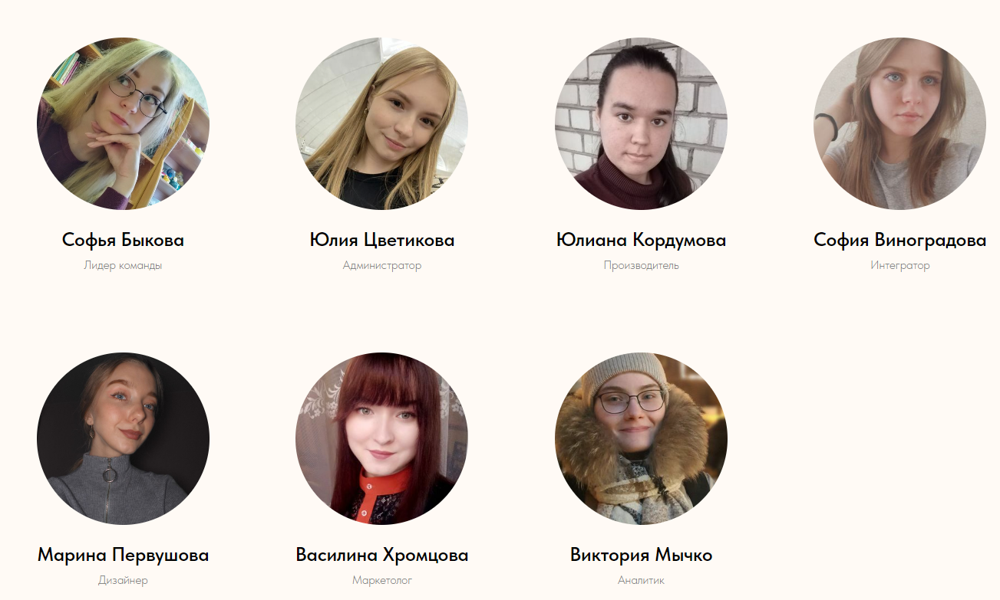 Софья Быкова
Лидер команды
Юлия Цветикова
Администратор
Юлиана Кордумова
Производитель
София Виноградова
Интегратор
Марина Первушова
Дизайнер
Василина Хромцова
Маркетолог
Виктория Мычко
Аналитик